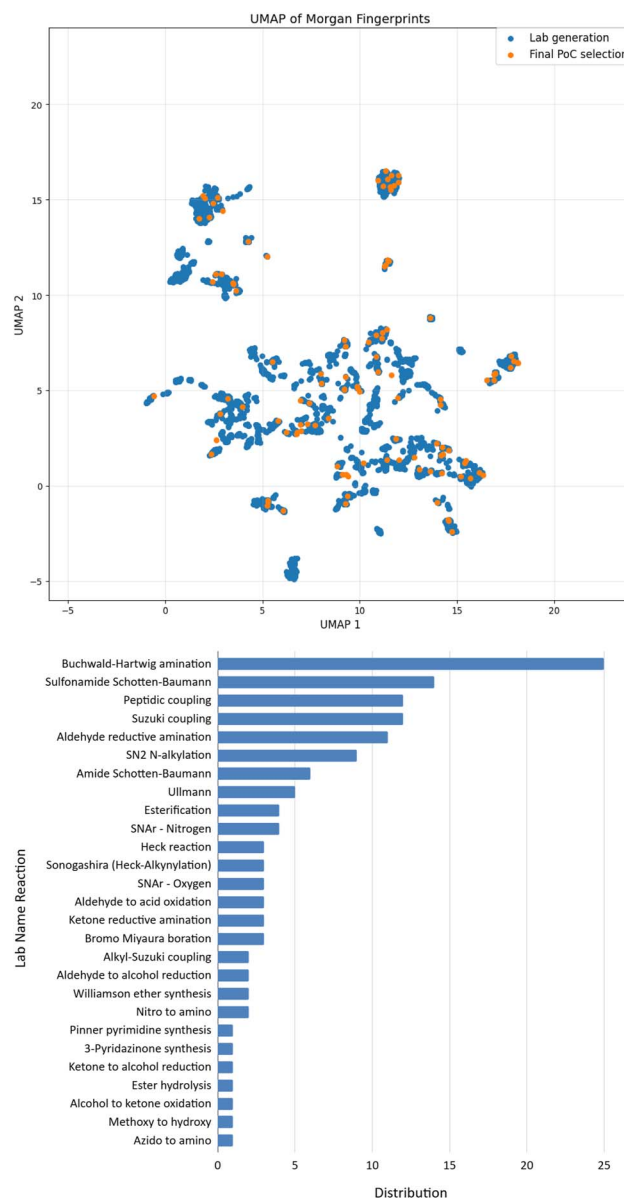 UMAP of Morgan Fingerprints
Lab generation
Final PoC selection
20
15
10
5
0
−5
UMAP 2
−5
0
5
10
15
20
UMAP 1
Buchwald-Hartwig amination
Sulfonamide Schotten-Baumann
Peptidic coupling
Suzuki coupling
Aldehyde reductive amination
SN2 N-alkylation
Amide Schotten-Baumann
Ullmann
Esterification
SNAr - Nitrogen
Heck reaction
Sonogashira (Heck-Alkynylation)
SNAr - Oxygen
Aldehyde to acid oxidation
Ketone reductive amination
Bromo Miyaura boration
Alkyl-Suzuki coupling
Aldehyde to alcohol reduction
Williamson ether synthesis
Nitro to amino
Pinner pyrimidine synthesis
3-Pyridazinone synthesis
Ketone to alcohol reduction
Ester hydrolysis
Alcohol to ketone oxidation
Methoxy to hydroxy
Azido to amino
Lab Name Reaction
0
5
10
15
20
25
Distribution